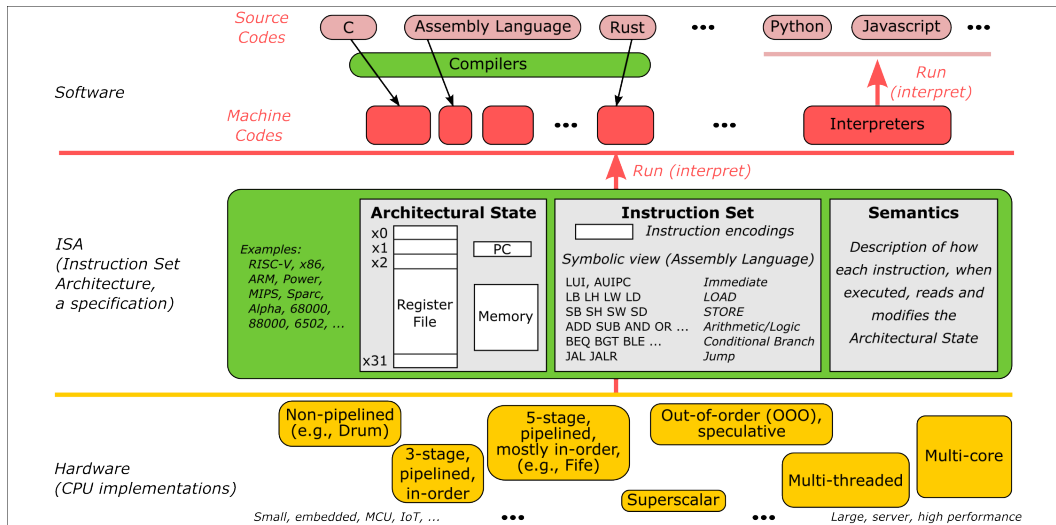 Source
Codes
C
Assembly Language
Rust
•••
Python
Javascript
•••
Compilers
Run
(interpret)
Software
Machine
Codes
•••
•••
Interpreters
Run (interpret)
ISA
(Instruction Set
Architecture,
a specification)
Examples:
RISC-V, x86,
ARM, Power,
MIPS, Sparc,
Alpha, 68000,
88000, 6502, ...
Architectural State
x0
x1
x2
x31
Register
File
PC
Memory
Instruction Set
Instruction encodings
Symbolic view (Assembly Language)
LUI, AUIPC Immediate
LB LH LW LD LOAD
SB SH SW SD STORE
ADD SUB AND OR ... Arithmetic/Logic
BEQ BGT BLE ... Conditional Branch
JAL JALR Jump
Semantics
Description of how
each instruction, when
executed, reads and
modifies the
Architectural State
Hardware
(CPU implementations)
Non-pipelined
(e.g., Drum)
3-stage,
pipelined,
in-order
5-stage,
pipelined,
mostly in-order,
(e.g., Fife)
Out-of-order (OOO),
speculative
Superscalar
Multi-threaded
Multi-core
Small, embedded, MCU, IoT, ...
•••
•••
Large, server, high performance